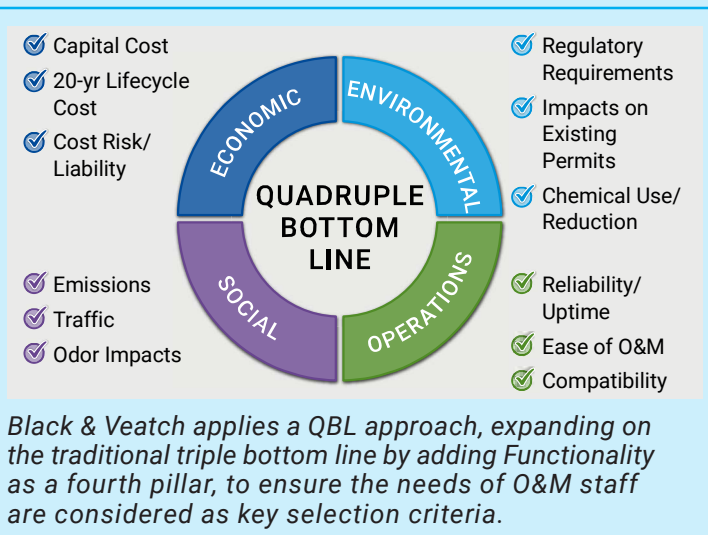 Capital Cost
20-yr Lifecycle
Cost
Cost Risk/
Liability
ECONOMIC
ENVIRONMENTAL
Regulatory
Requirements
Impacts on
Existing
Permits
Chemical Use/
Reduction
QUADRUPLE
BOTTOM
LINE
Emissions
Traffic
Odor Impacts
SOCIAL
OPERATIONS
Reliability/
Uptime
Ease of O&M
Compatibility
Black & Veatch applies a QBL approach, expanding on
the traditional triple bottom line by adding Functionality
as a fourth pillar, to ensure the needs of O&M staff
are considered as key selection criteria.